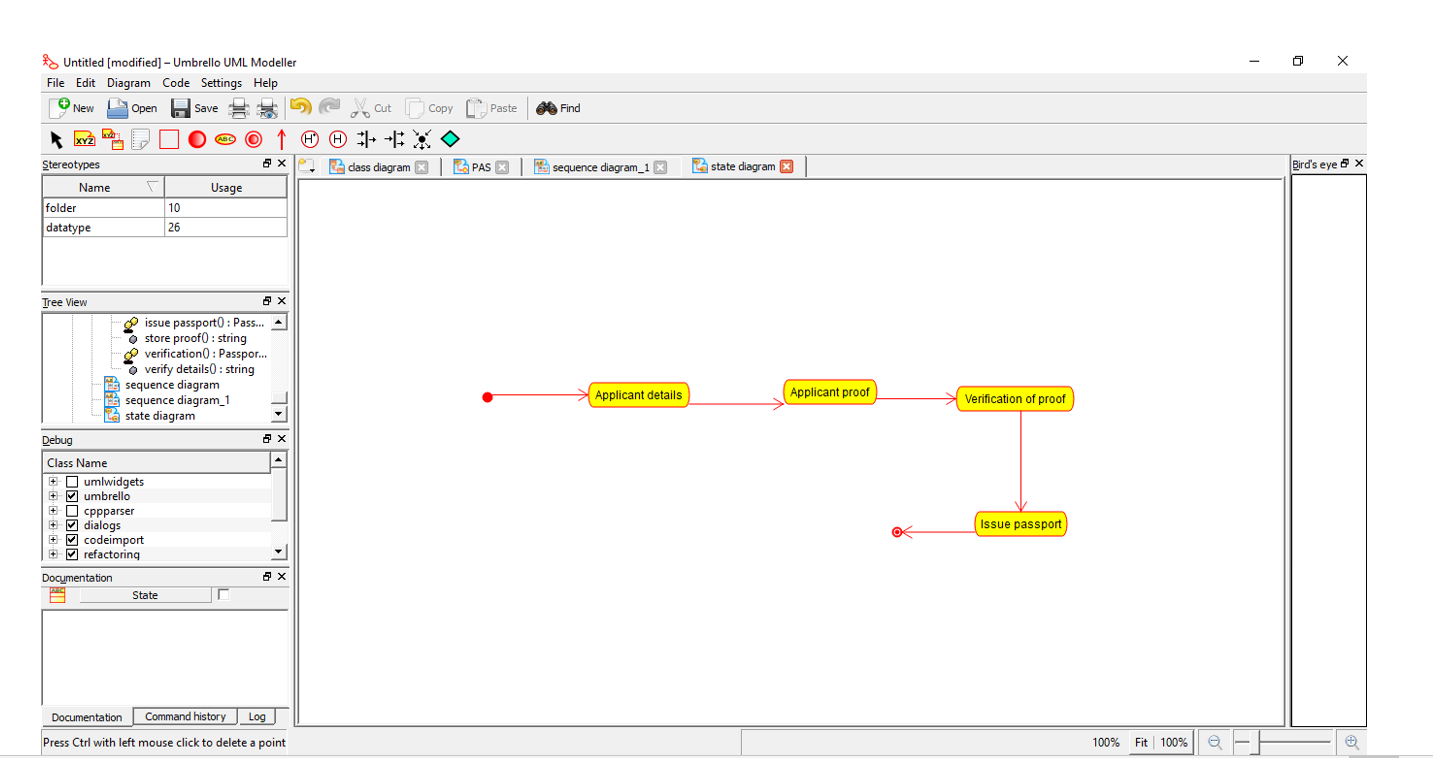 Untitled [modified] – Umbrello UML Modeller
File Edit Diagram Code Settings Help
New Open Save Cut Copy Paste Find
XYZ XYZ ABC H* H
Stereotypes
class diagram PAS sequence diagram_1 state diagram
Bird's eye
Name Usage
folder 10
datatype 26
Tree View
issue passport() : Pass...
store proof() : string
verification() : Passpor...
verify details() : string
sequence diagram
sequence diagram_1
state diagram
Applicant details
Applicant proof
Verification of proof
Issue passport
Debug
Class Name
umlwidgets
umbrello
cppparser
dialogs
codeimport
refactoring
Documentation
ABC State
Documentation Command history Log
Press Ctrl with left mouse click to delete a point
100% Fit 100%